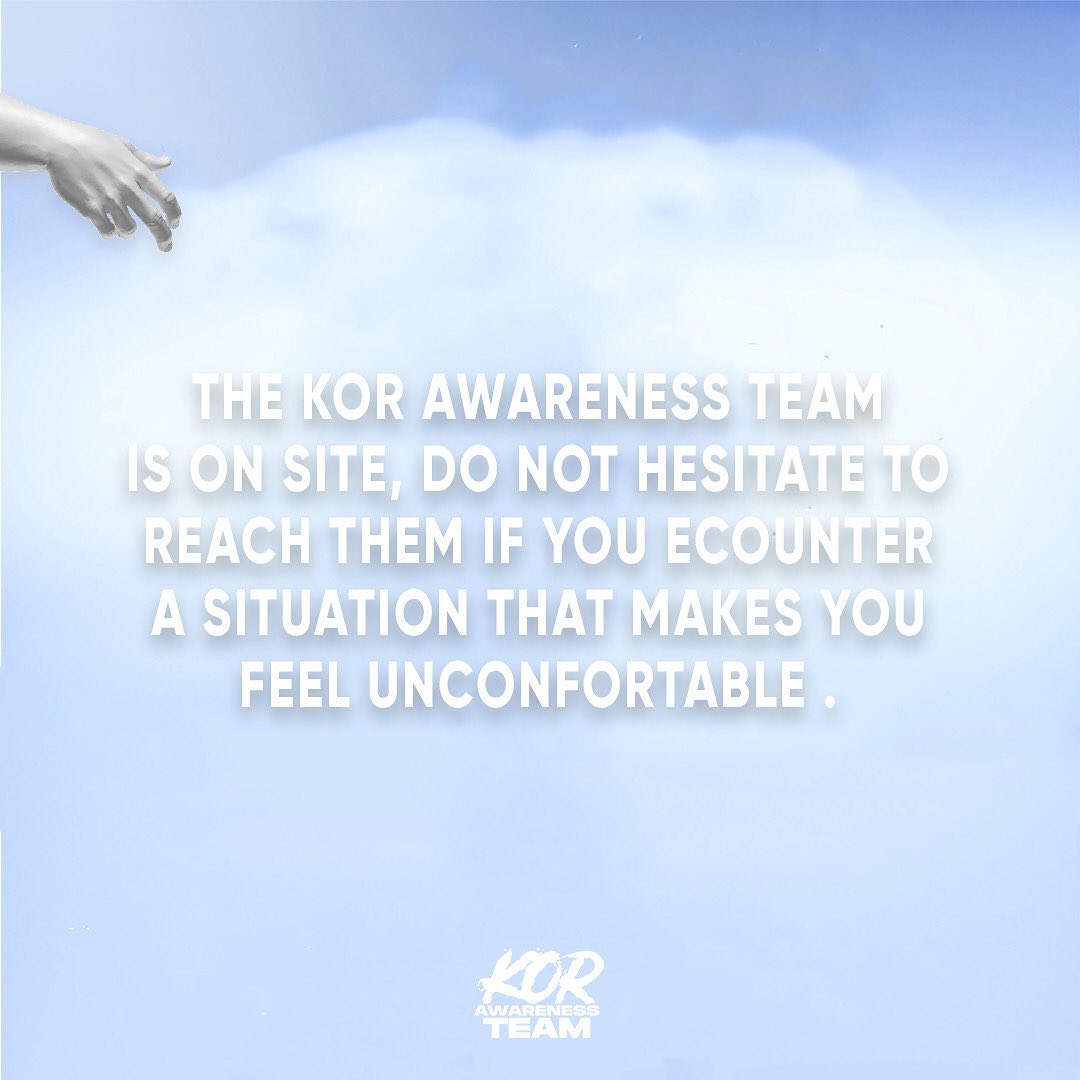 THE KOR AWARENESS TEAM
IS ON SITE, DO NOT HESITATE TO
REACH THEM IF YOU ECOUNTER
A SITUATION THAT MAKES YOU
FEEL UNCONFORTABLE .
KOR
AWARENESS
TEAM